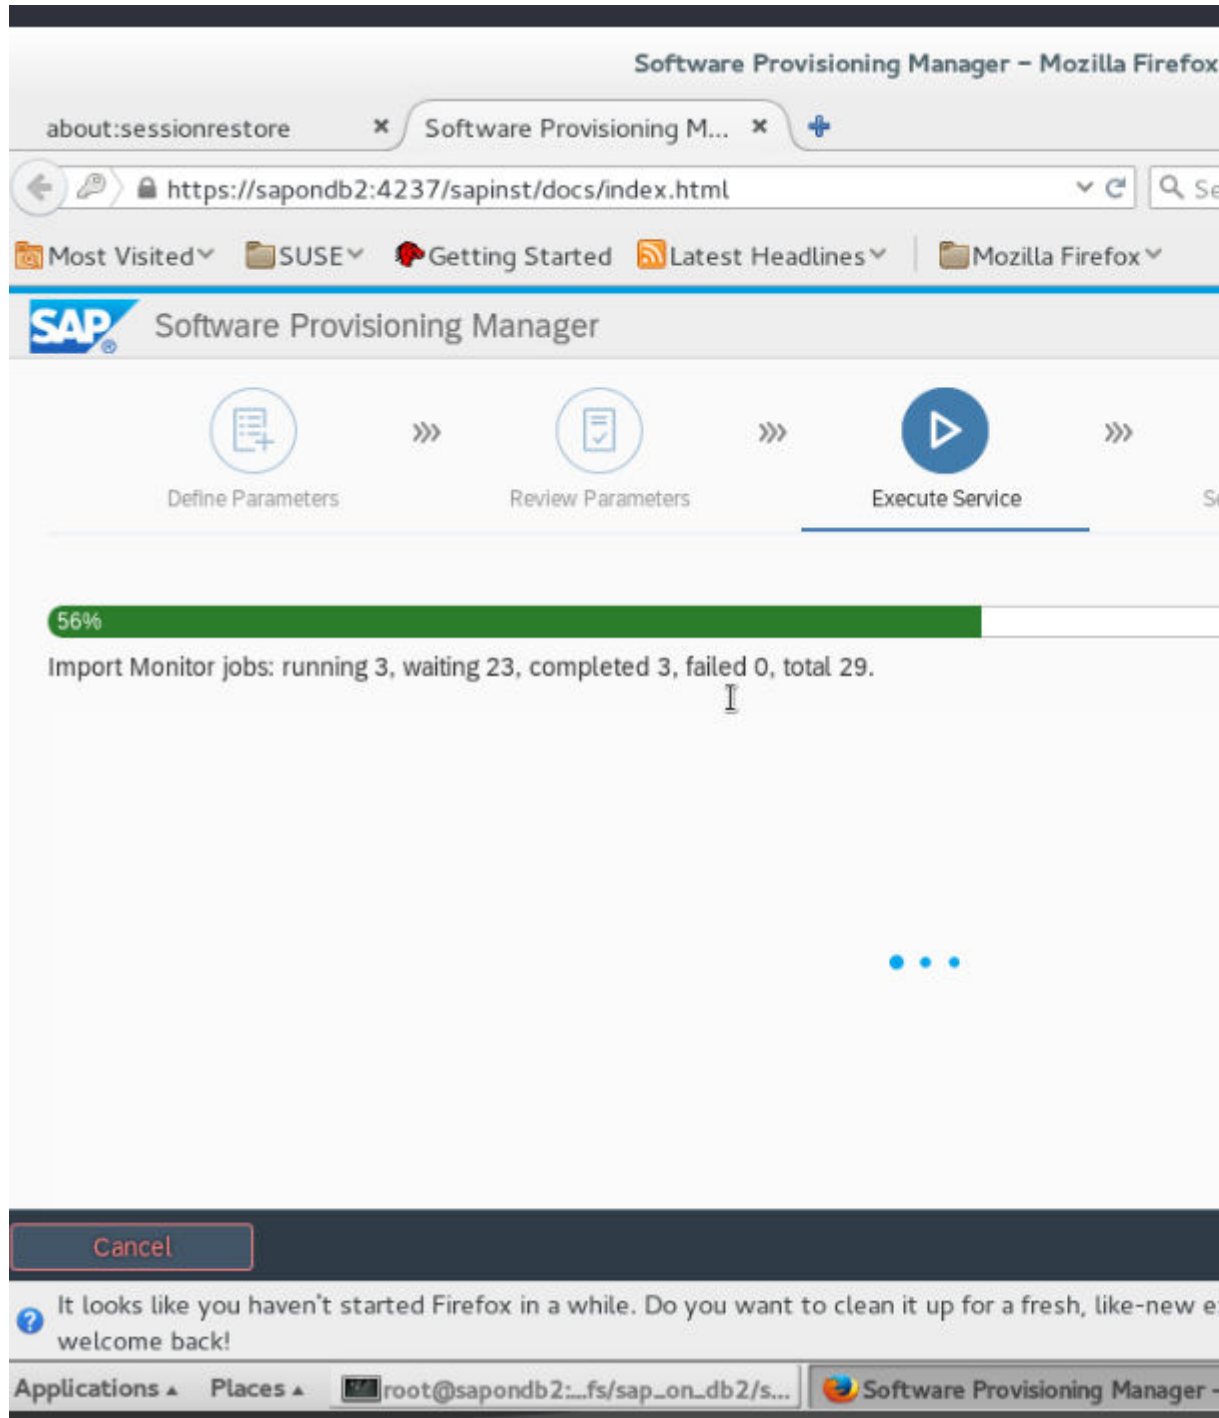 Software Provisioning Manager – Mozilla Firefox
about:sessionrestore
Software Provisioning M...
https://sapondb2:4237/sapinst/docs/index.html
Most Visited
SUSE
Getting Started
Latest Headlines
Mozilla Firefox
SAP
Software Provisioning Manager
Define Parameters
Review Parameters
Execute Service
56%
Import Monitor jobs: running 3, waiting 23, completed 3, failed 0, total 29.
Cancel
It looks like you haven't started Firefox in a while. Do you want to clean it up for a fresh, like-new
welcome back!
Applications
Places
root@sapondb2:...fs/sap_on_db2/s...
Software Provisioning Manager -